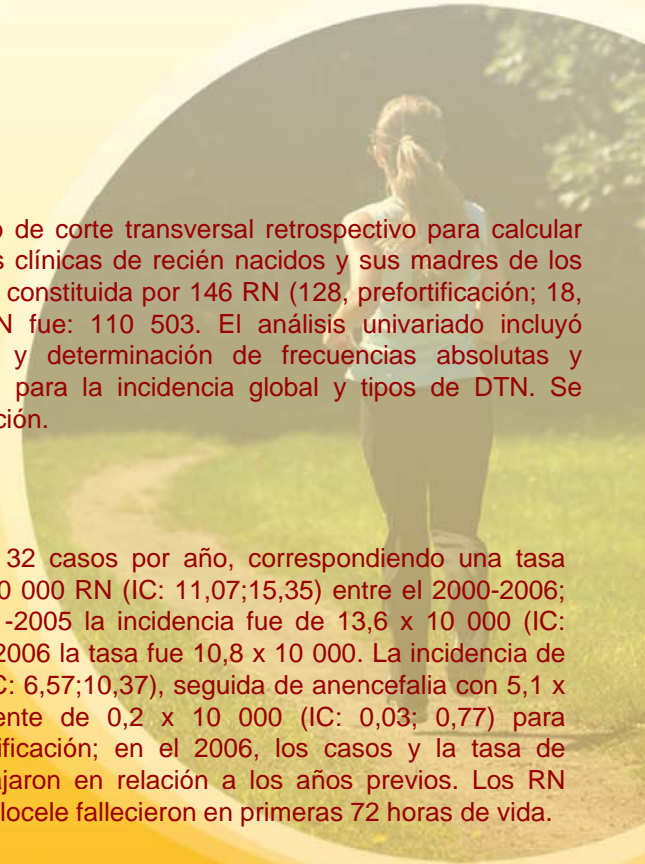 o de corte transversal retrospectivo para calcular
s clínicas de recién nacidos y sus madres de los
constituida por 146 RN (128, prefortificación; 18,
N fue: 110 503. El análisis univariado incluyó
y determinación de frecuencias absolutas y
para la incidencia global y tipos de DTN. Se
ción.
32 casos por año, correspondiendo una tasa
0 000 RN (IC: 11,07;15,35) entre el 2000-2006;
-2005 la incidencia fue de 13,6 x 10 000 (IC:
2006 la tasa fue 10,8 x 10 000. La incidencia de
C: 6,57;10,37), seguida de anencefalia con 5,1 x
ente de 0,2 x 10 000 (IC: 0,03; 0,77) para
ificación; en el 2006, los casos y la tasa de
ajaron en relación a los años previos. Los RN
locele fallecieron en primeras 72 horas de vida.